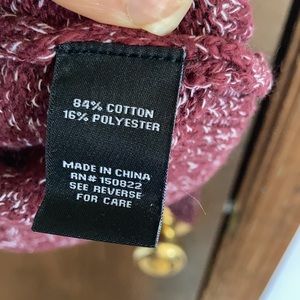 84% COTTON
16% POLYESTER
MADE IN CHINA
RN# 150822
SEE REVERSE
FOR CARE